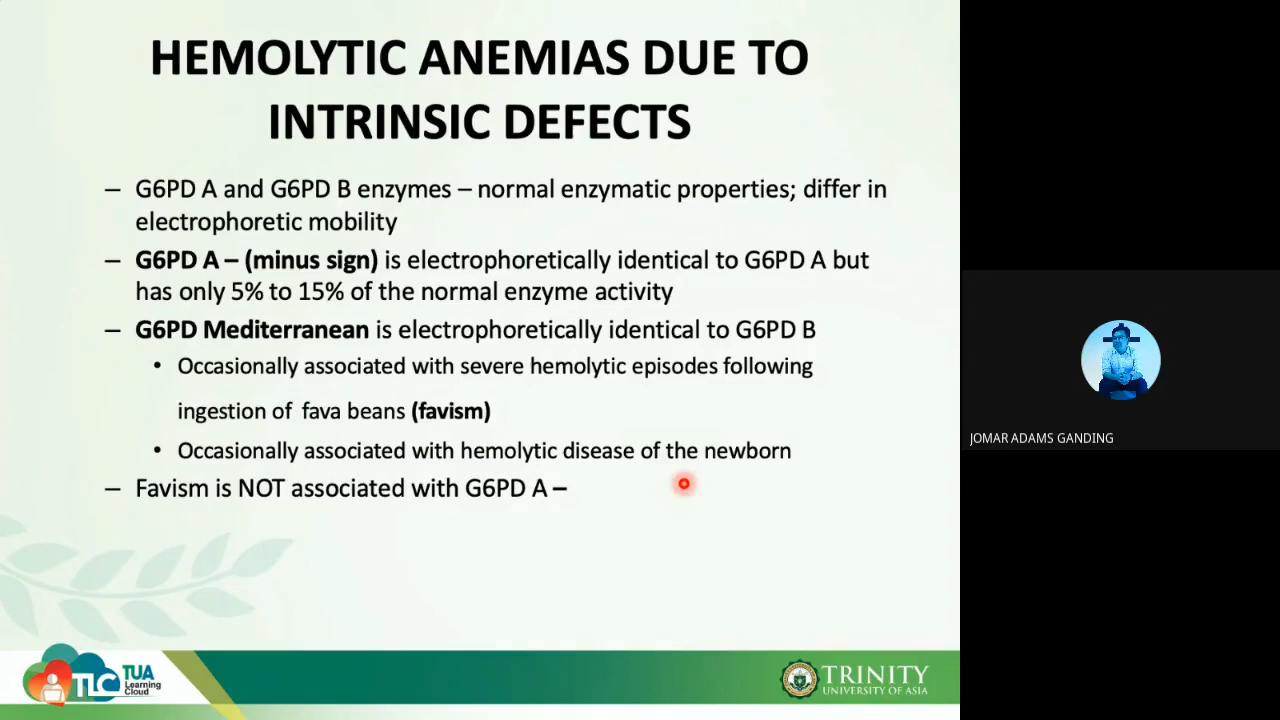 HEMOLYTIC ANEMIAS DUE TO
INTRINSIC DEFECTS
– G6PD A and G6PD B enzymes – normal enzymatic properties; differ in
electrophoretic mobility
– G6PD A – (minus sign) is electrophoretically identical to G6PD A but
has only 5% to 15% of the normal enzyme activity
– G6PD Mediterranean is electrophoretically identical to G6PD B
• Occasionally associated with severe hemolytic episodes following
ingestion of fava beans (favism)
• Occasionally associated with hemolytic disease of the newborn
– Favism is NOT associated with G6PD A –
JOMAR ADAMS GANDING
TLC
TUA
Learning
Cloud
TRINITY
UNIVERSITY OF ASIA